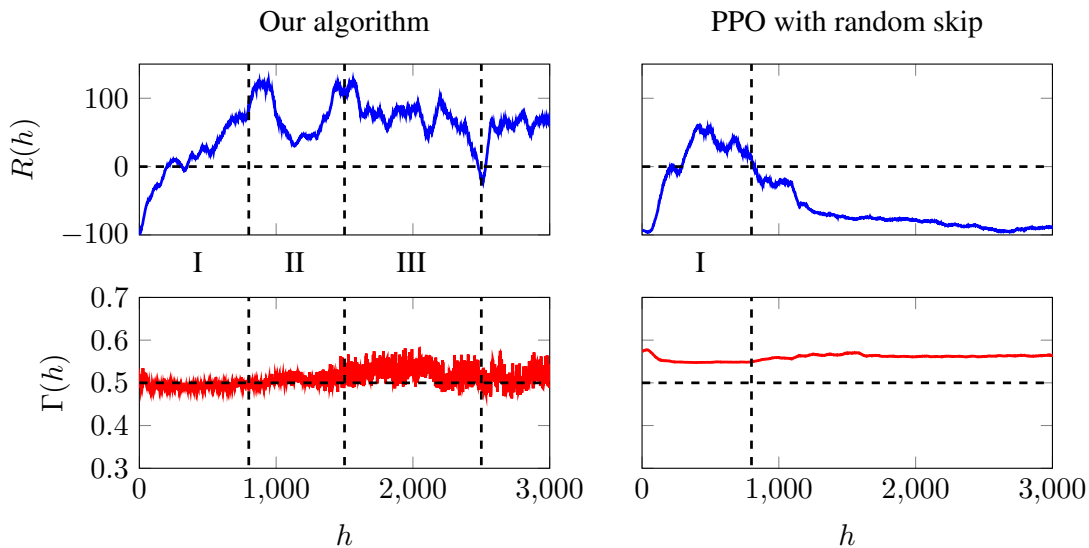 Our algorithm
PPO with random skip
R(h)
100
0
−100
I
II
III
I
Γ(h)
0.7
0.6
0.5
0.4
0.3
0
1,000
2,000
3,000
0
1,000
2,000
3,000
h
h